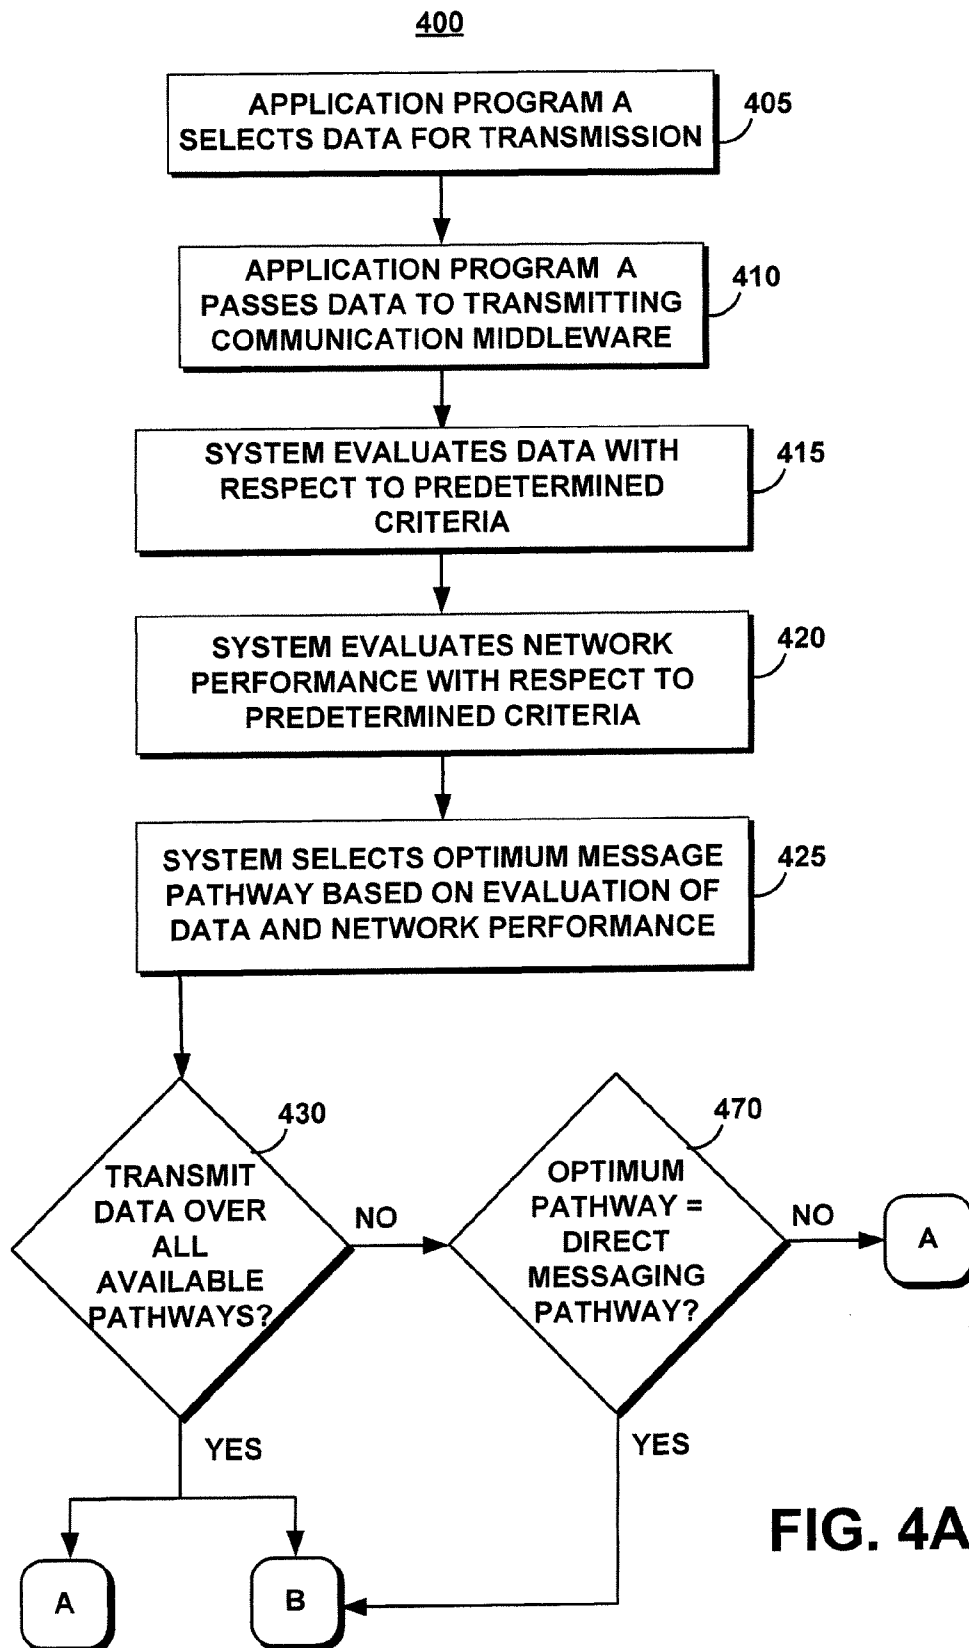 400
APPLICATION PROGRAM A
SELECTS DATA FOR TRANSMISSION
405
APPLICATION PROGRAM A
PASSES DATA TO TRANSMITTING
COMMUNICATION MIDDLEWARE
410
SYSTEM EVALUATES DATA WITH
RESPECT TO PREDETERMINED
CRITERIA
415
SYSTEM EVALUATES NETWORK
PERFORMANCE WITH RESPECT TO
PREDETERMINED CRITERIA
420
SYSTEM SELECTS OPTIMUM MESSAGE
PATHWAY BASED ON EVALUATION OF
DATA AND NETWORK PERFORMANCE
425
430
TRANSMIT
DATA OVER
ALL
AVAILABLE
PATHWAYS?
NO
YES
470
OPTIMUM
PATHWAY =
DIRECT
MESSAGING
PATHWAY?
NO
A
YES
A
B
FIG. 4A